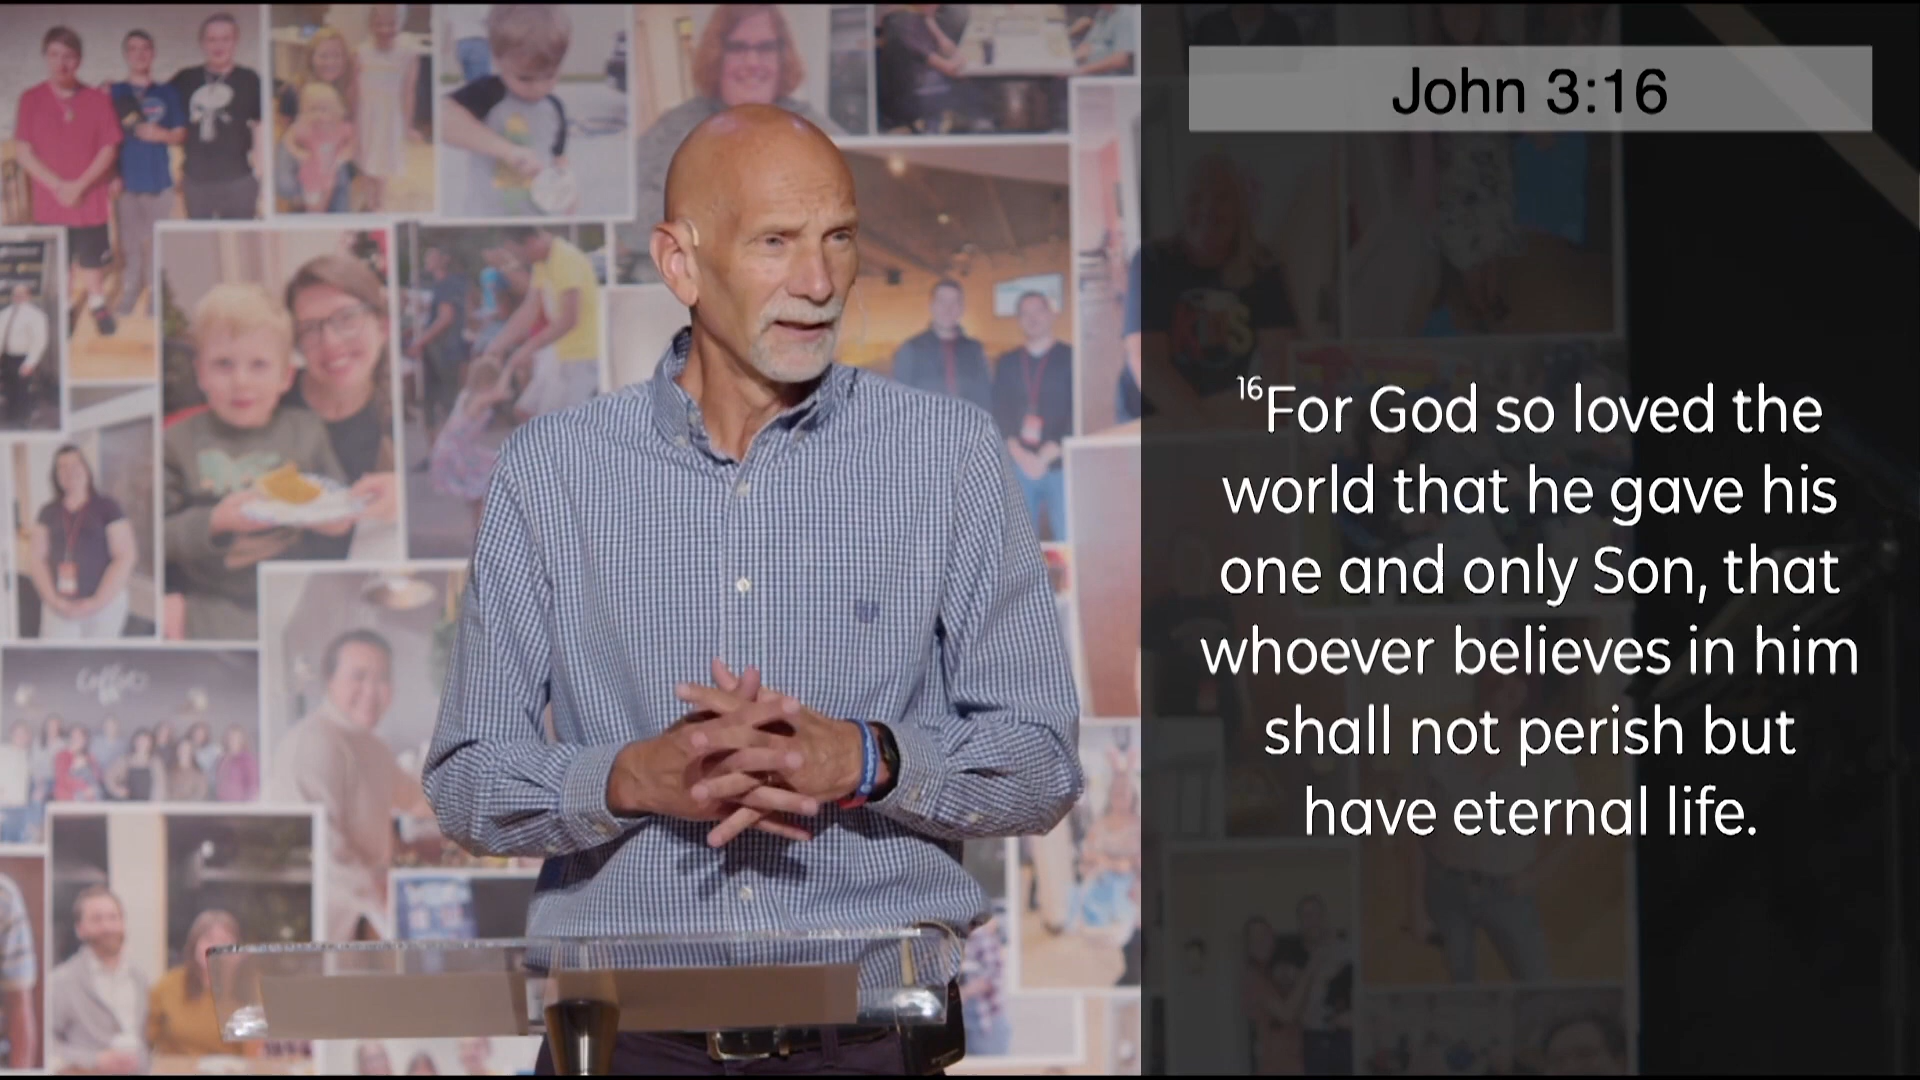 John 3:16
16For God so loved the
world that he gave his
one and only Son, that
whoever believes in him
shall not perish but
have eternal life.